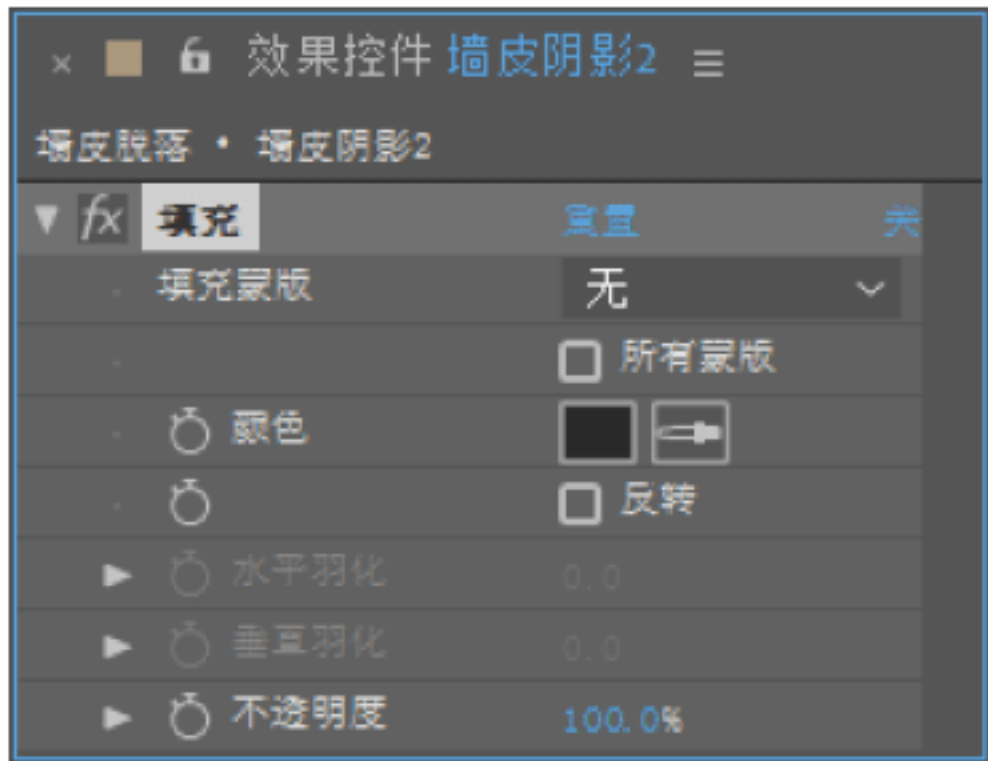 × 效果控件 墙皮阴影2 ≡
墙皮脱落 • 墙皮阴影2
fx 填充 重置 关
填充蒙版 无
所有蒙版
颜色
反转
水平羽化 0.0
垂直羽化 0.0
不透明度 100.0%